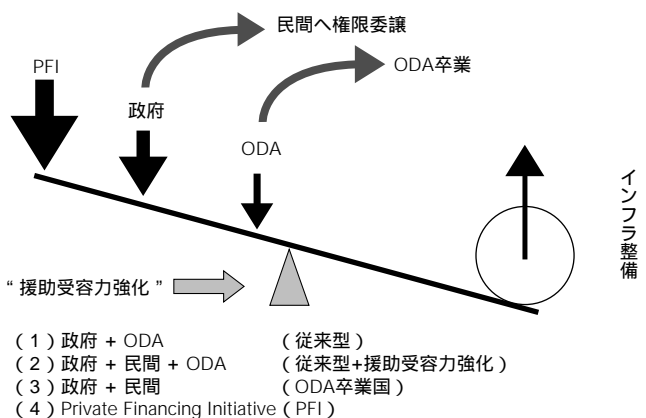 民間へ権限委譲
PFI
ODA卒業
政府
ODA
インフラ整備
“ 援助受容力強化 ”
（１）政府 + ODA （従来型）
（２）政府 + 民間 + ODA （従来型+援助受容力強化）
（３）政府 + 民間 （ODA卒業国）
（４）Private Financing Initiative（PFI）